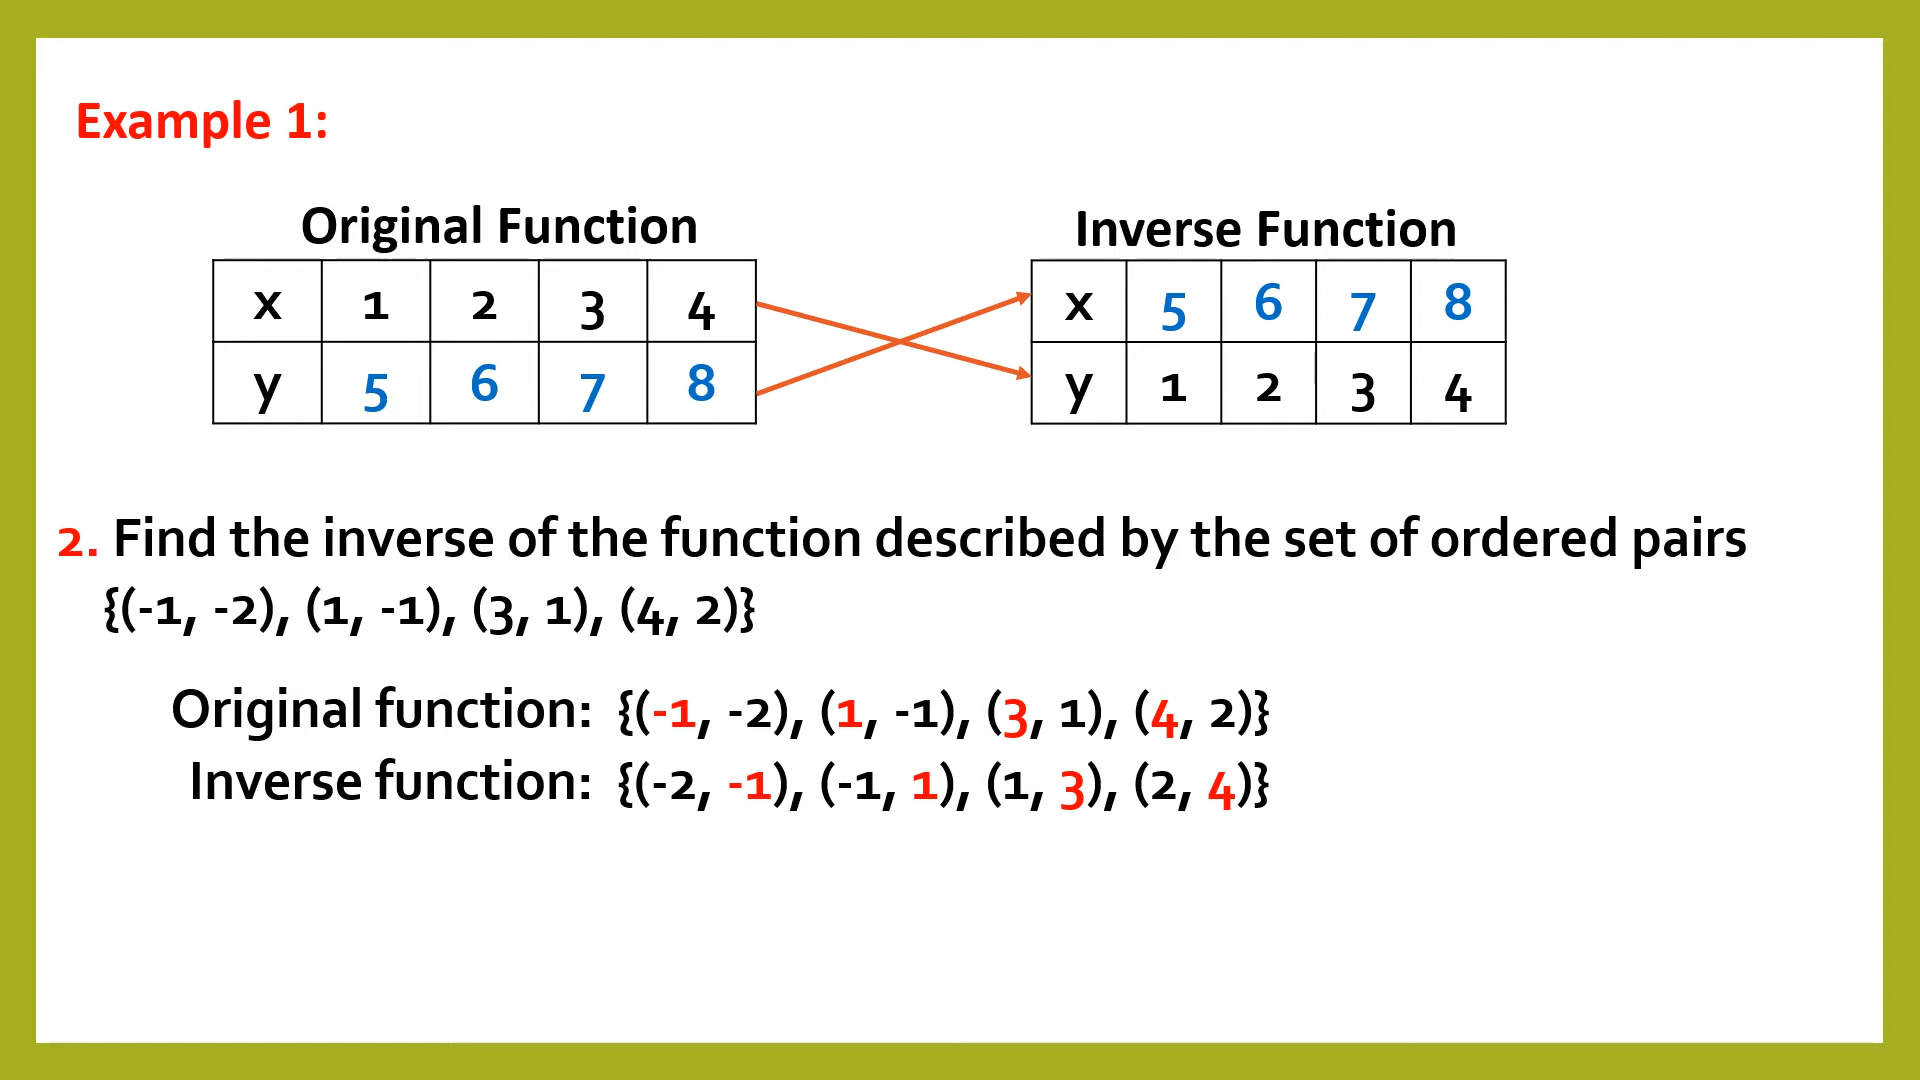 Example 1:
Original Function
x 1 2 3 4
y 5 6 7 8
Inverse Function
x 5 6 7 8
y 1 2 3 4
2. Find the inverse of the function described by the set of ordered pairs
{(-1, -2), (1, -1), (3, 1), (4, 2)}
Original function: {(-1, -2), (1, -1), (3, 1), (4, 2)}
Inverse function: {(-2, -1), (-1, 1), (1, 3), (2, 4)}